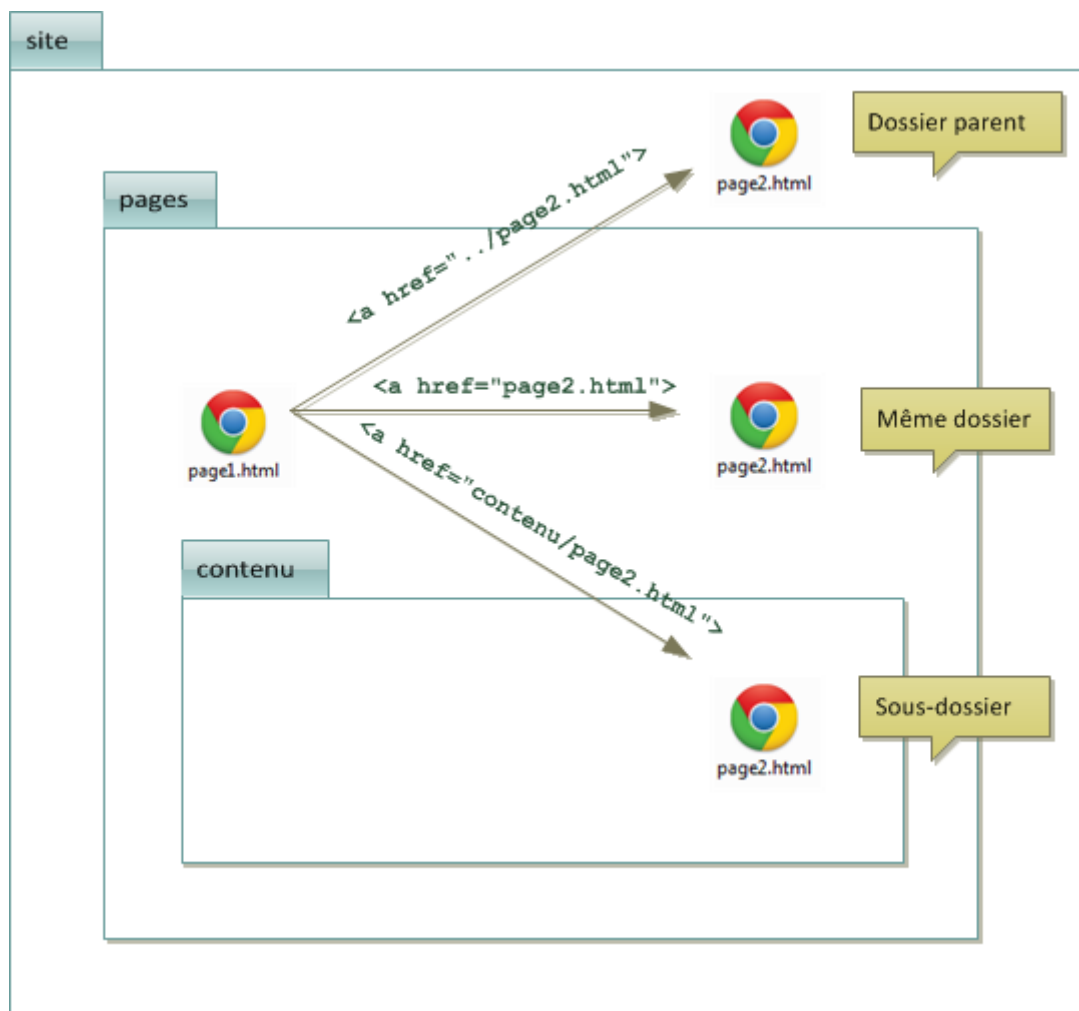 site
page2.html
Dossier parent
pages
<a href="../page2.html">
page1.html
<a href="page2.html">
page2.html
Même dossier
<a href="contenu/page2.html">
contenu
page2.html
Sous-dossier